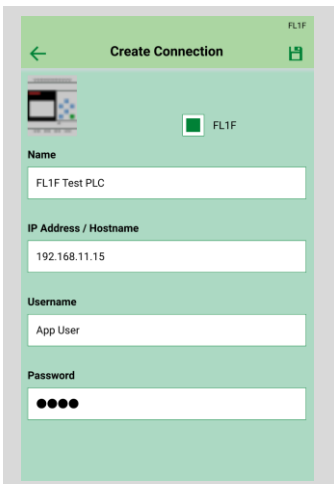 FL1F
Create Connection
FL1F
Name
FL1F Test PLC
IP Address / Hostname
192.168.11.15
Username
App User
Password
●●●●